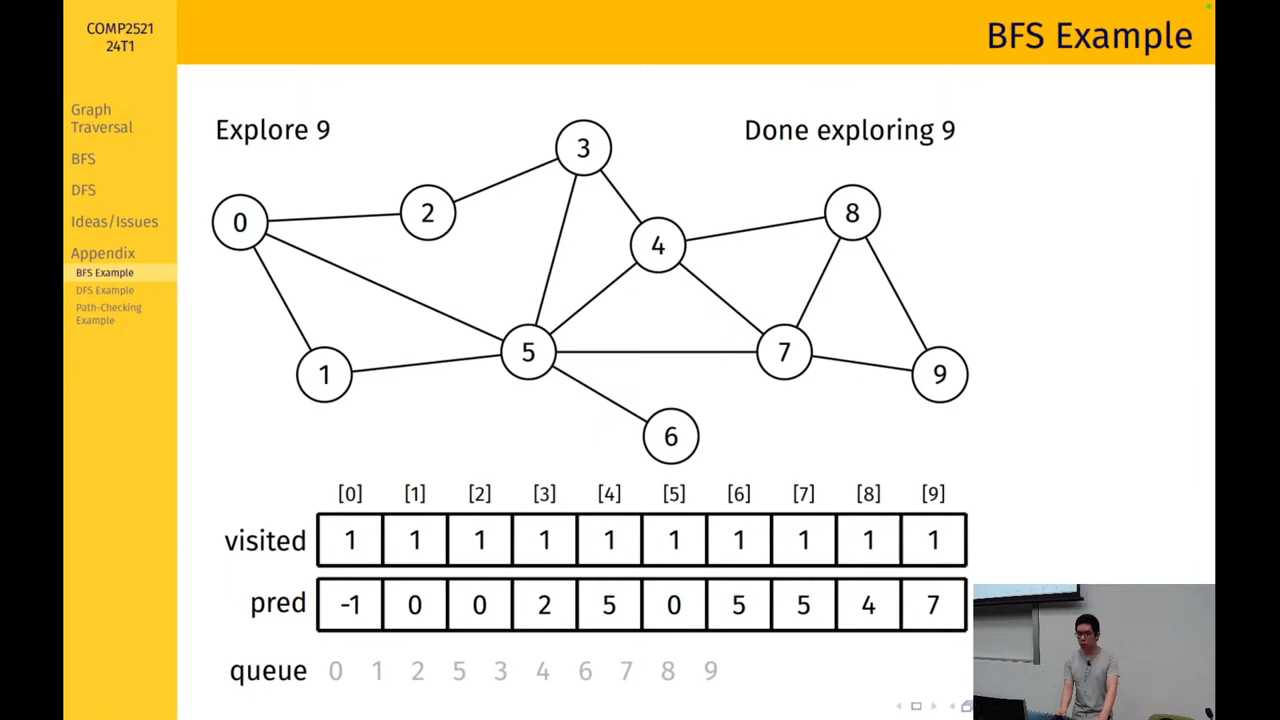 COMP2521
24T1
BFS Example
Graph
Traversal
BFS
DFS
Ideas/Issues
Appendix
BFS Example
DFS Example
Path-Checking
Example
Explore 9
Done exploring 9
3
0
2
8
4
5
7
1
9
6
[0] [1] [2] [3] [4] [5] [6] [7] [8] [9]
visited 1 1 1 1 1 1 1 1 1 1
pred -1 0 0 2 5 0 5 5 4 7
queue 0 1 2 5 3 4 6 7 8 9